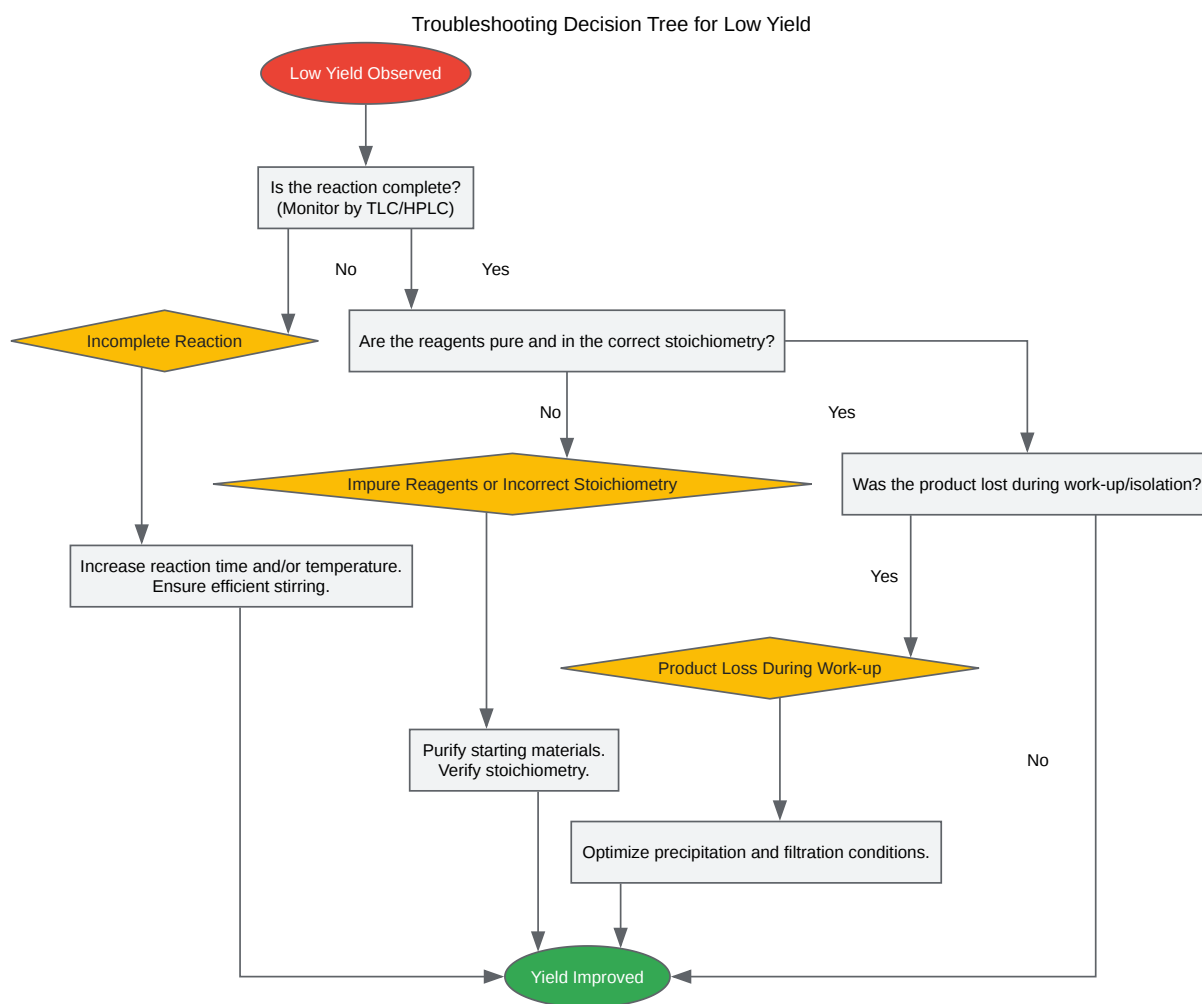 Troubleshooting Decision Tree for Low Yield
Low Yield Observed
Is the reaction complete?
(Monitor by TLC/HPLC)
No
Yes
Incomplete Reaction
Are the reagents pure and in the correct stoichiometry?
No
Yes
Impure Reagents or Incorrect Stoichiometry
Was the product lost during work-up/isolation?
Increase reaction time and/or temperature.
Ensure efficient stirring.
Yes
Product Loss During Work-up
Purify starting materials.
Verify stoichiometry.
No
Optimize precipitation and filtration conditions.
Yield Improved